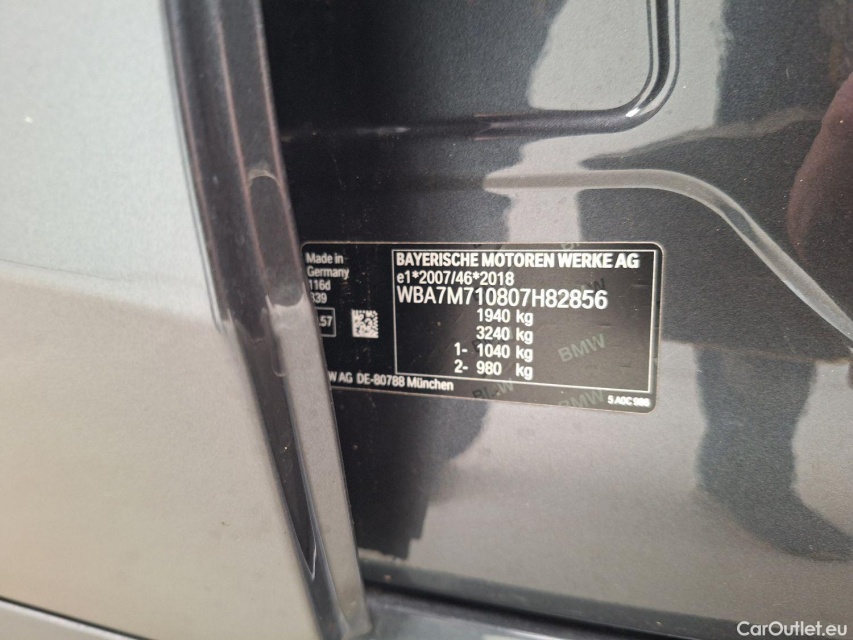 Made in
Germany
116d
BAYERISCHE MOTOREN WERKE AG
e1*2007/46*2018
WBA7M710807H82856
1940 kg
3240 kg
1- 1040 kg
2- 980 kg
AG DE-80788 München
BMW
BMW
CarOutlet.eu